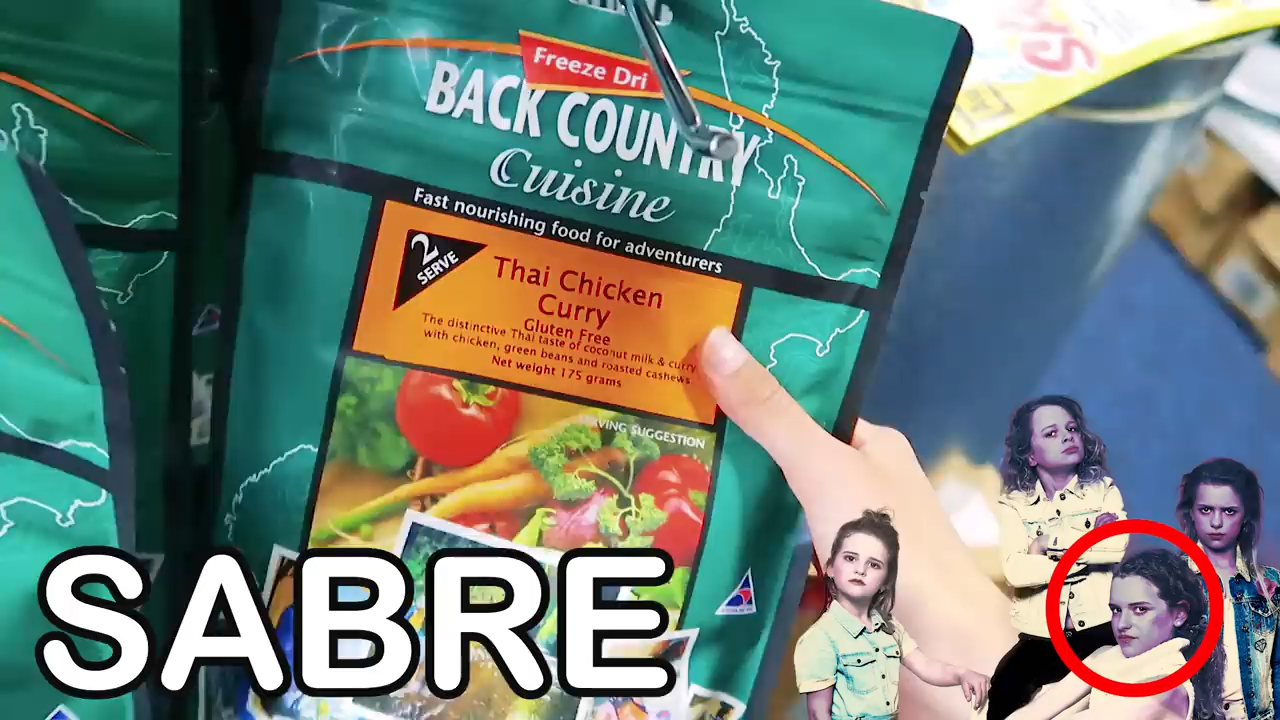 Freeze Dri
BACK COUNTRY
Cuisine
Fast nourishing food for adventurers
2
SERVE
Thai Chicken
Curry
Gluten Free
The distinctive Thai taste of coconut milk & curry
with chicken, green beans and roasted cashews
Net weight 175 grams
SUGGESTION
SABRE